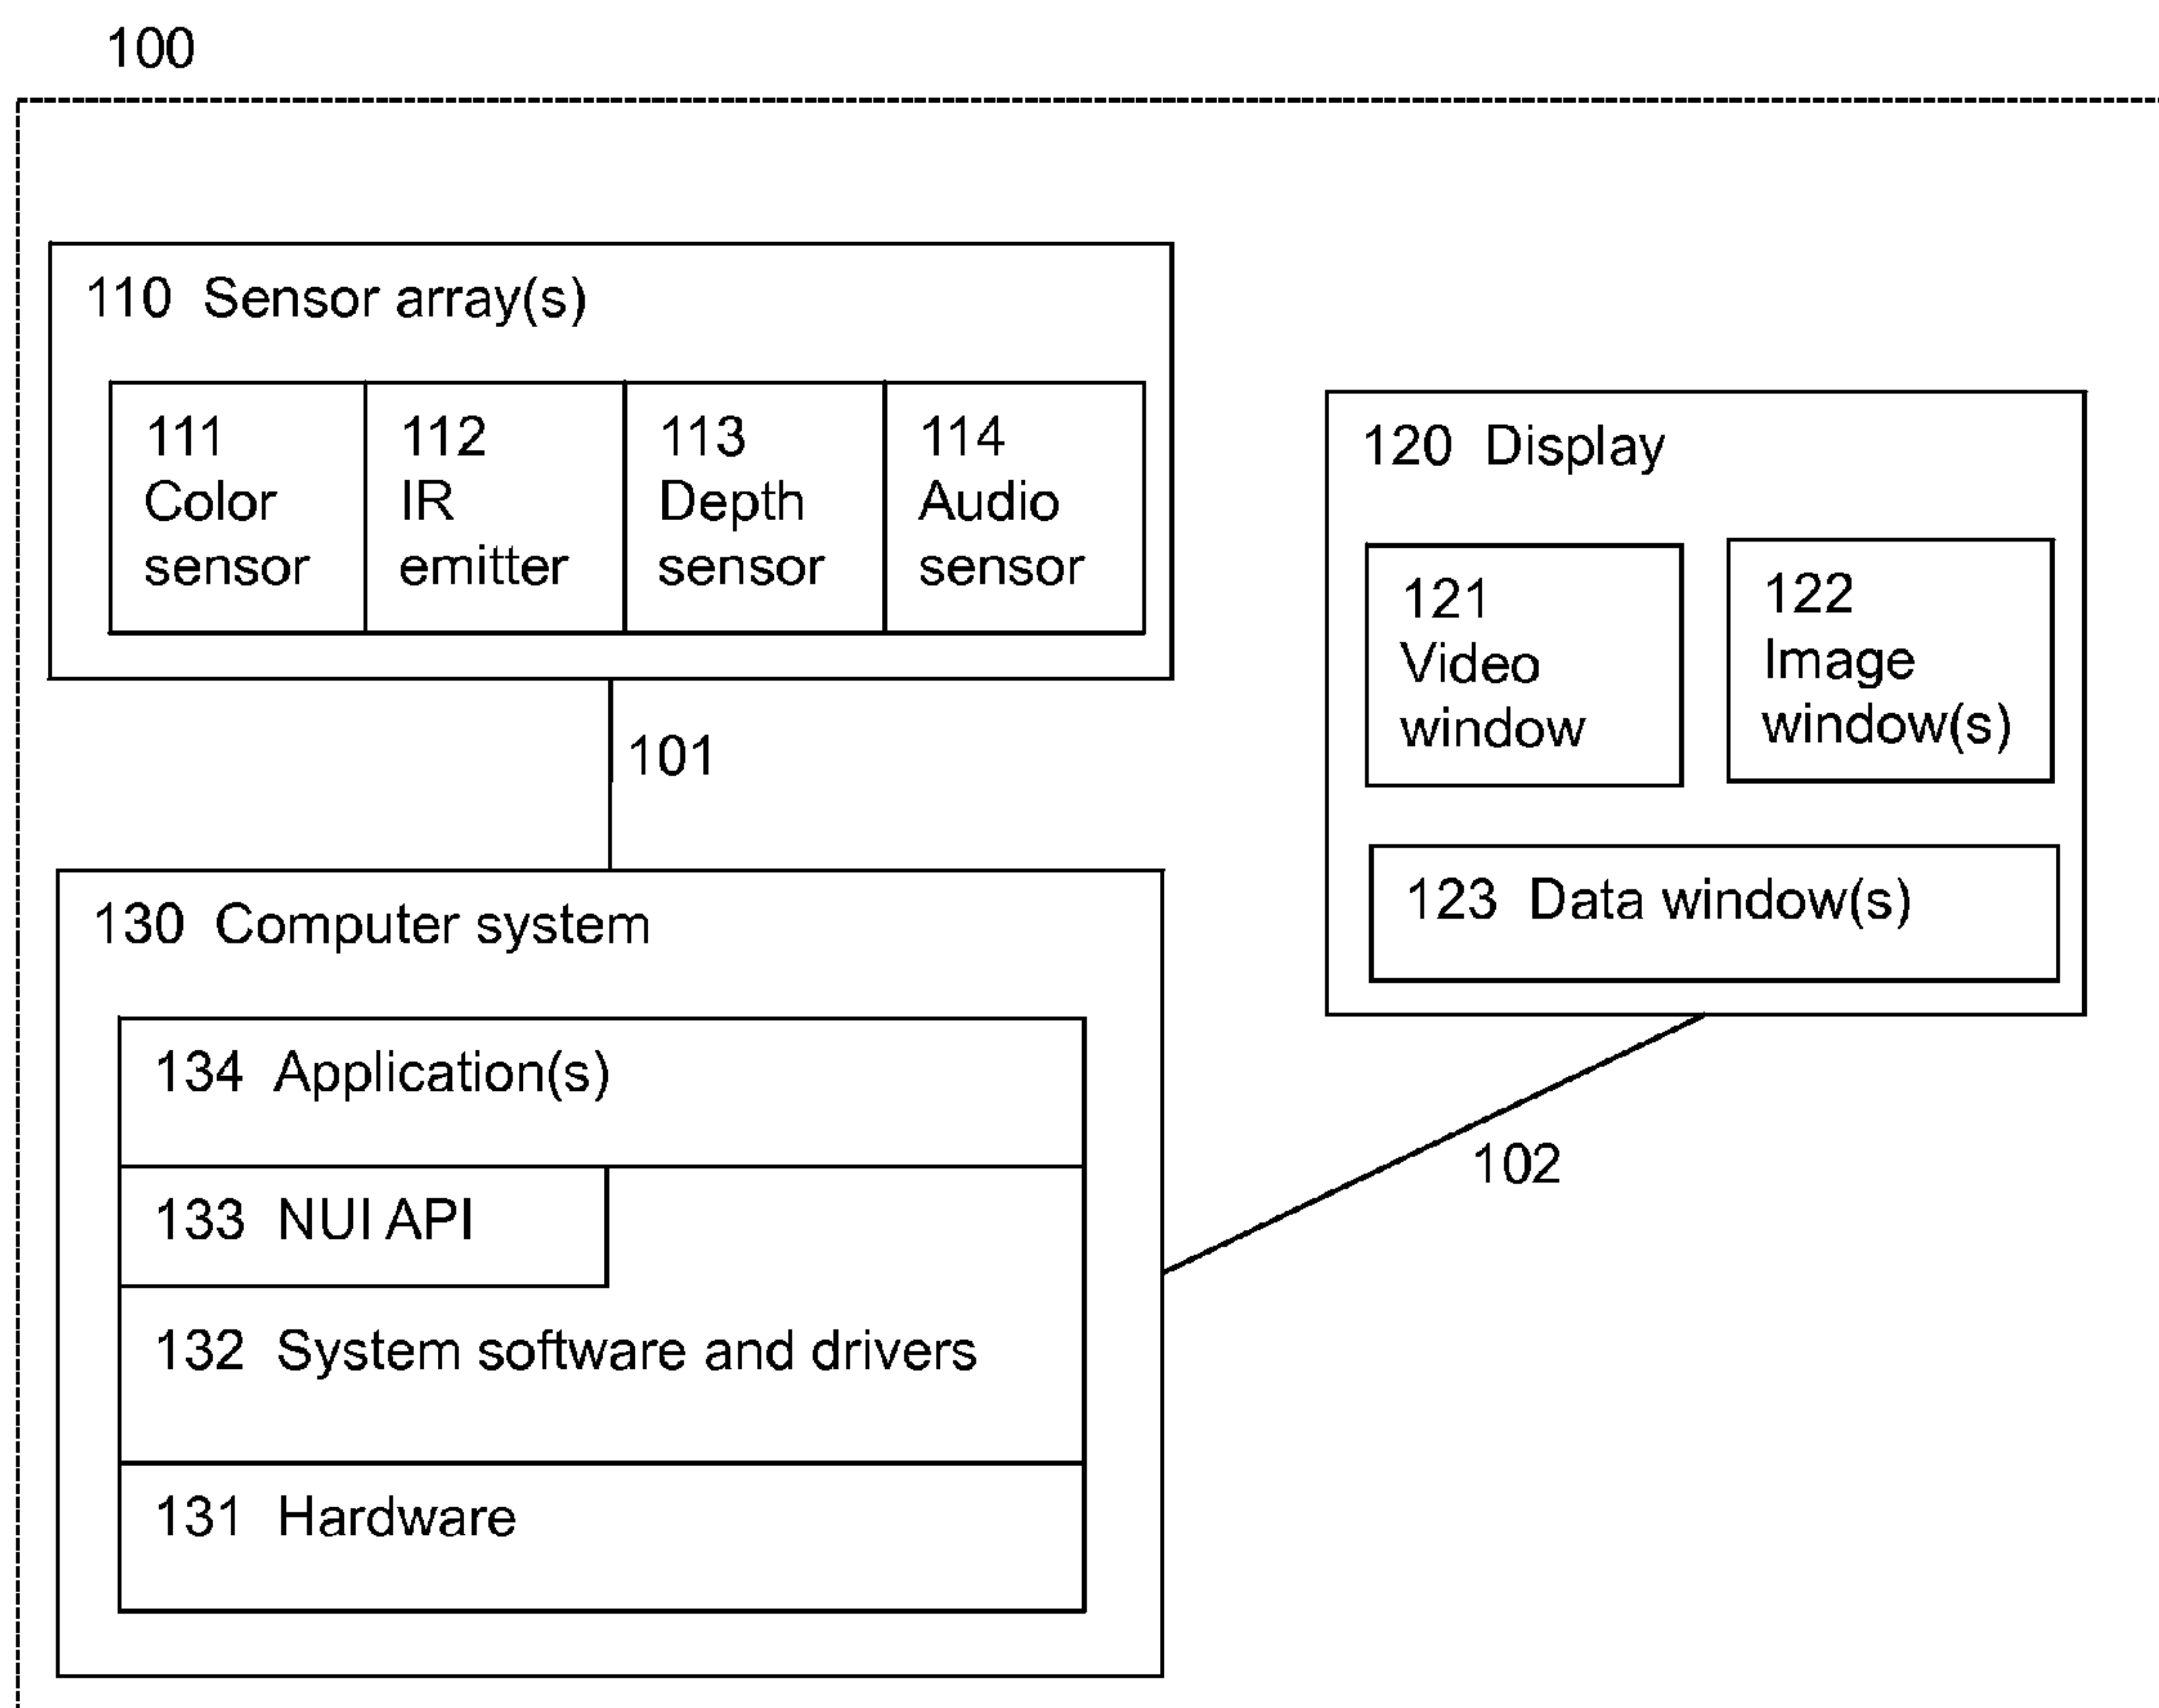 100
110 Sensor array(s)
111
Color
sensor
112
IR
emitter
113
Depth
sensor
114
Audio
sensor
101
120 Display
121
Video
window
122
Image
window(s)
123 Data window(s)
102
130 Computer system
134 Application(s)
133 NUI API
132 System software and drivers
131 Hardware